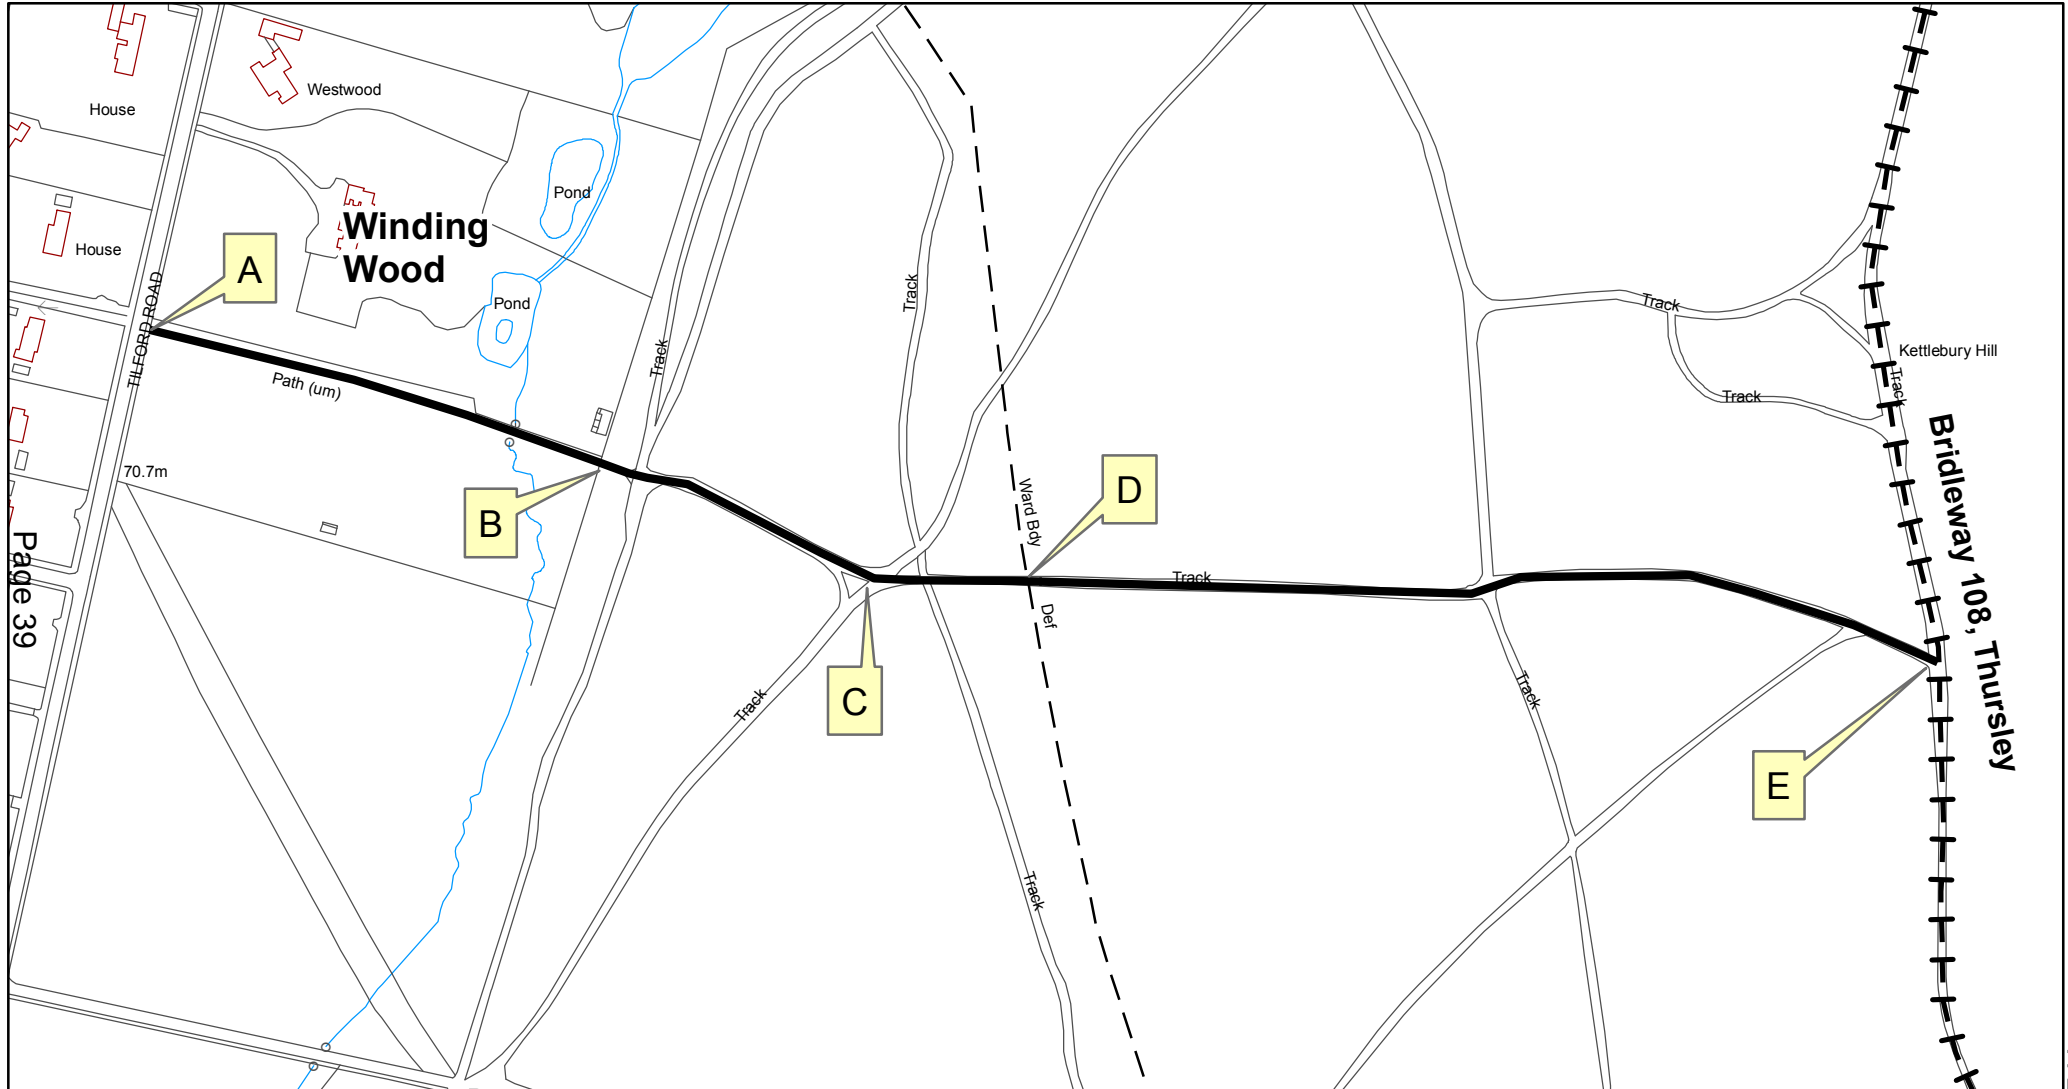 House
Westwood
Pond
Winding
Wood
House
A
Track
Pond
TILFORD ROAD
Track
Track
Kettlebury Hill
Track
Track
Path (um)
70.7m
B
Ward Bdy
D
Bridleway 108, Thursley
Page 39
Track
Def
C
Track
Track
E
Track